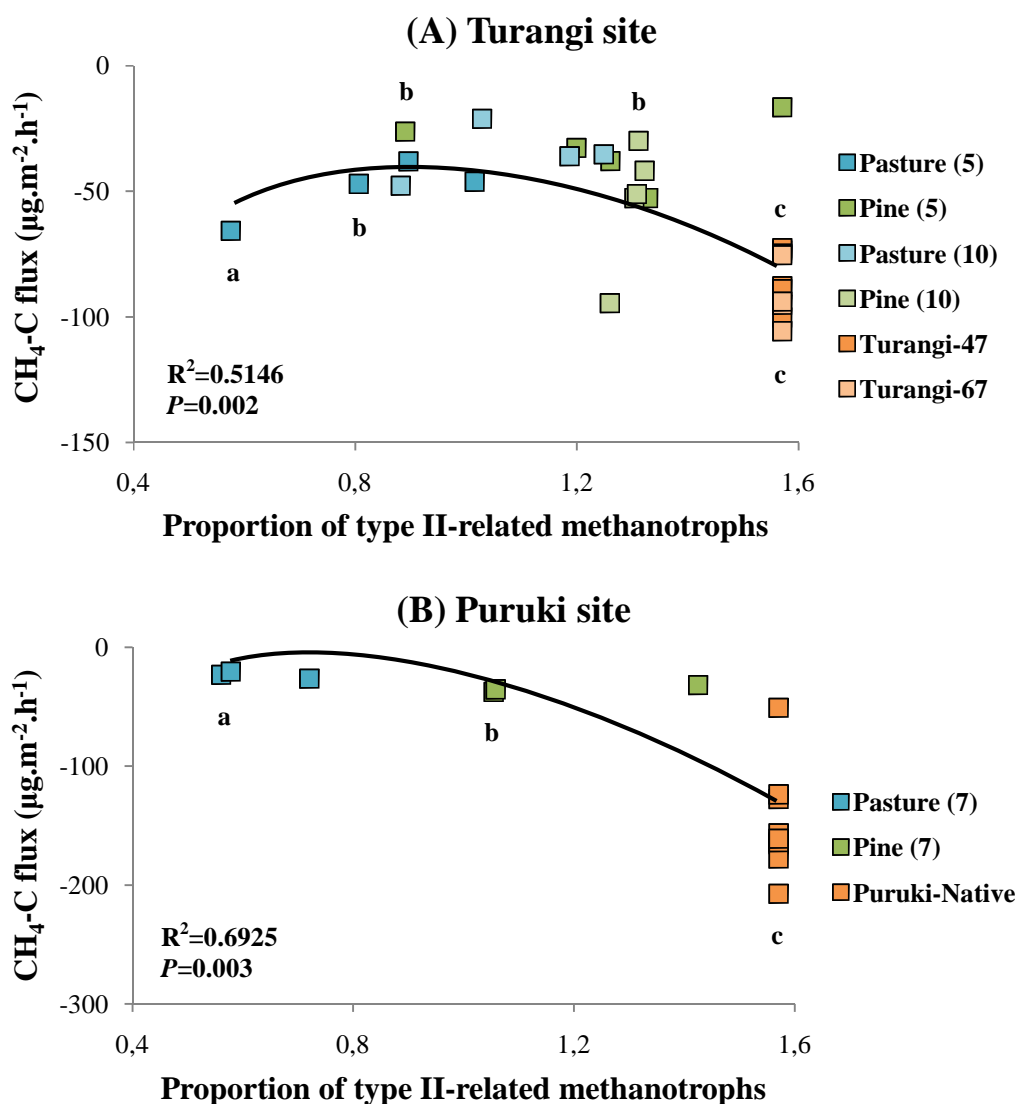 (A) Turangi site
0
-50
-100
-150
CH₄-C flux (µg.m⁻².h⁻¹)
b
b
b
a
c
c
R²=0.5146
P=0.002
0,4
0,8
1,2
1,6
Proportion of type II-related methanotrophs
Pasture (5)
Pine (5)
Pasture (10)
Pine (10)
Turangi-47
Turangi-67
(B) Puruki site
0
-100
-200
-300
CH₄-C flux (µg.m⁻².h⁻¹)
a
b
c
R²=0.6925
P=0.003
0,4
0,8
1,2
1,6
Proportion of type II-related methanotrophs
Pasture (7)
Pine (7)
Puruki-Native